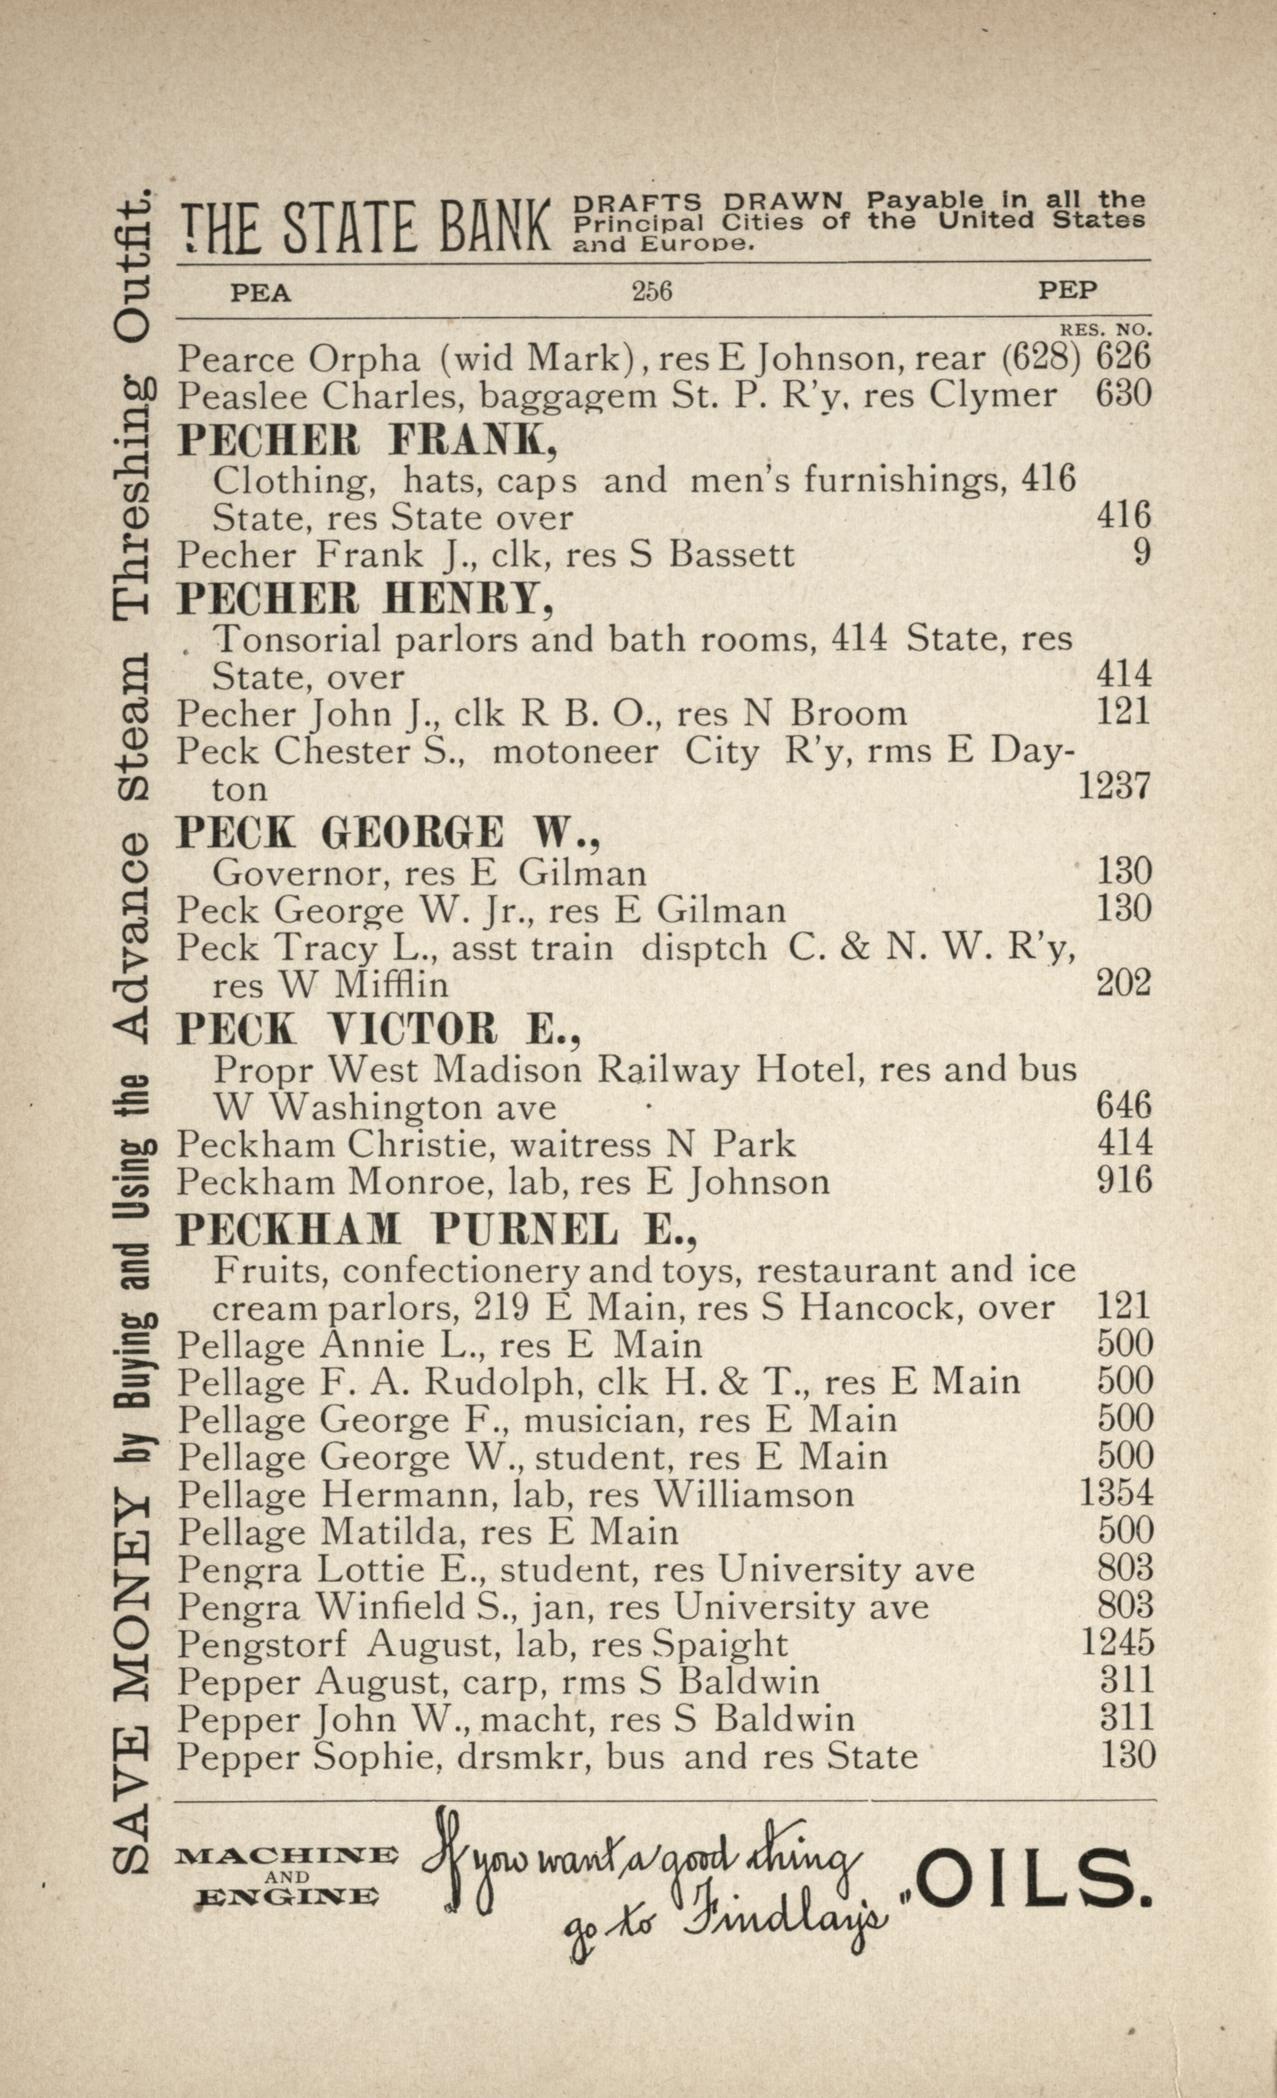 SAVE MONEY by Buying and Using the Advance Steam Threshing Outfit.
THE STATE BANK
DRAFTS DRAWN Payable in all the
Principal Cities of the United States
and Europe.
PEA 256 PEP
RES. NO.
Pearce Orpha (wid Mark), res E Johnson, rear (628) 626
Peaslee Charles, baggagem St. P. R'y, res Clymer 630
PECHER FRANK,
Clothing, hats, caps and men's furnishings, 416
State, res State over 416
Pecher Frank J., clk, res S Bassett 9
PECHER HENRY,
Tonsorial parlors and bath rooms, 414 State, res
State, over 414
Pecher John J., clk R B. O., res N Broom 121
Peck Chester S., motoneer City R'y, rms E Day-
ton 1237
PECK GEORGE W.,
Governor, res E Gilman 130
Peck George W. Jr., res E Gilman 130
Peck Tracy L., asst train disptch C. & N. W. R'y,
res W Mifflin 202
PECK VICTOR E.,
Propr West Madison Railway Hotel, res and bus
W Washington ave 646
Peckham Christie, waitress N Park 414
Peckham Monroe, lab, res E Johnson 916
PECKHAM PURNEL E.,
Fruits, confectionery and toys, restaurant and ice
cream parlors, 219 E Main, res S Hancock, over 121
Pellage Annie L., res E Main 500
Pellage F. A. Rudolph, clk H. & T., res E Main 500
Pellage George F., musician, res E Main 500
Pellage George W., student, res E Main 500
Pellage Hermann, lab, res Williamson 1354
Pellage Matilda, res E Main 500
Pengra Lottie E., student, res University ave 803
Pengra Winfield S., jan, res University ave 803
Pengstorf August, lab, res Spaight 1245
Pepper August, carp, rms S Baldwin 311
Pepper John W., macht, res S Baldwin 311
Pepper Sophie, drsmkr, bus and res State 130
MACHINE
AND
ENGINE
If you want a good thing
go to Findlay's"
OILS.